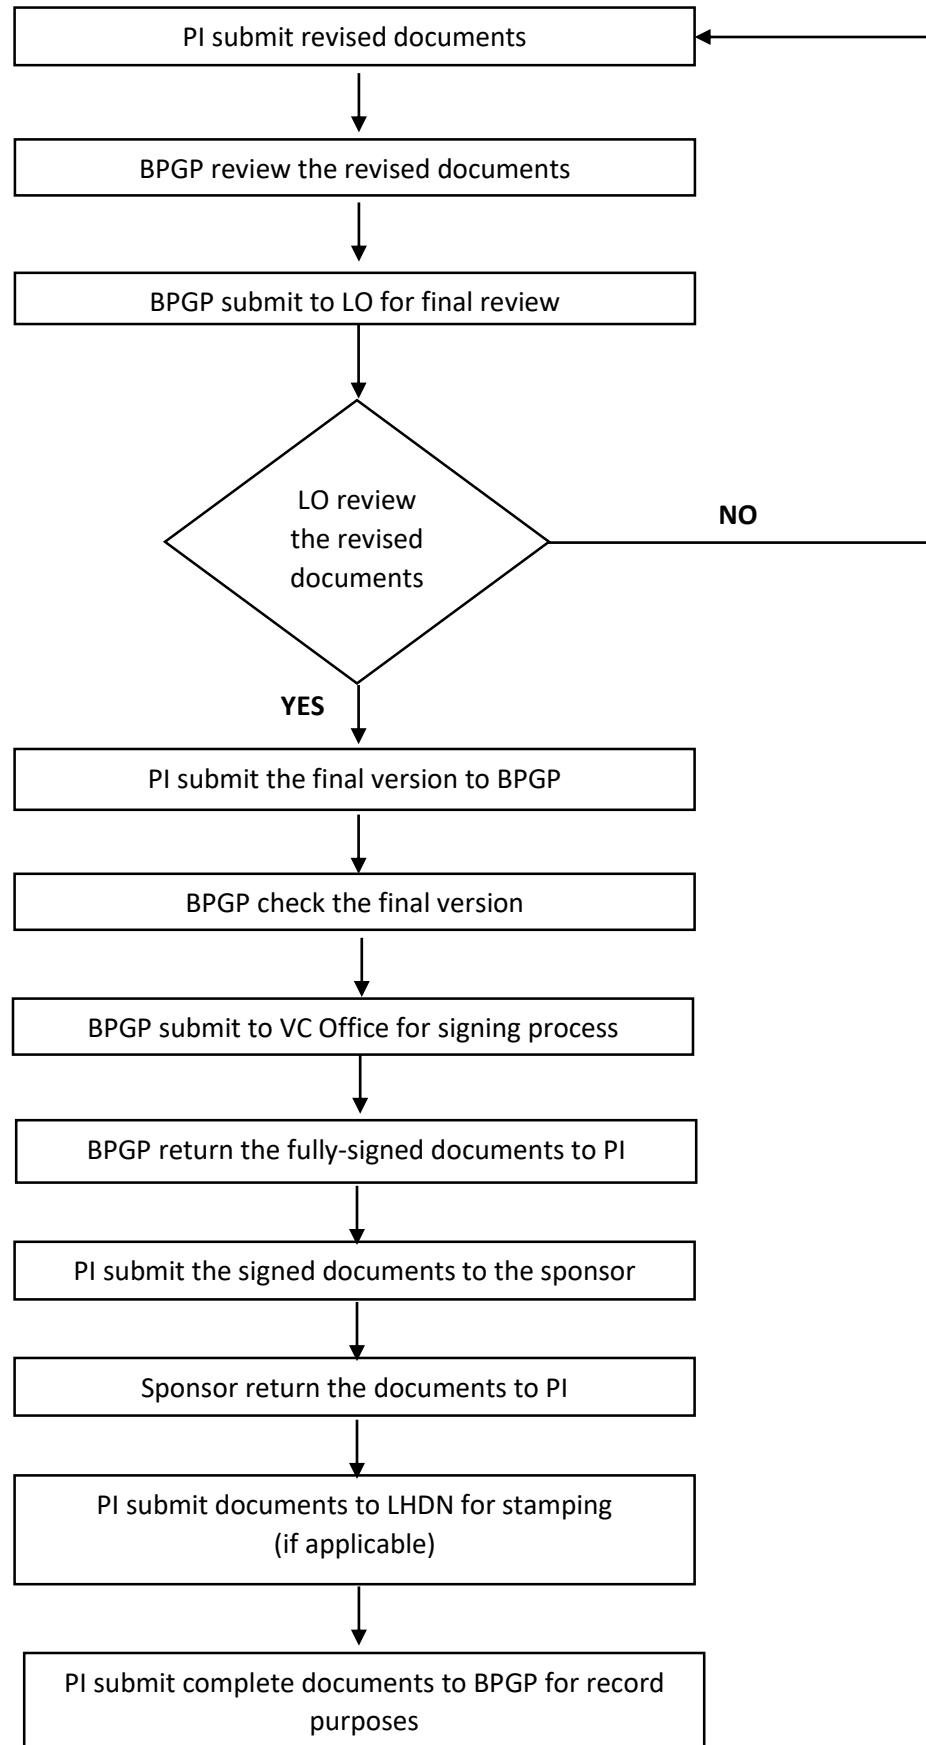 PI submit revised documents
BPGP review the revised documents
BPGP submit to LO for final review
LO review
the revised
documents
NO
YES
PI submit the final version to BPGP
BPGP check the final version
BPGP submit to VC Office for signing process
BPGP return the fully-signed documents to PI
PI submit the signed documents to the sponsor
Sponsor return the documents to PI
PI submit documents to LHDN for stamping
(if applicable)
PI submit complete documents to BPGP for record
purposes